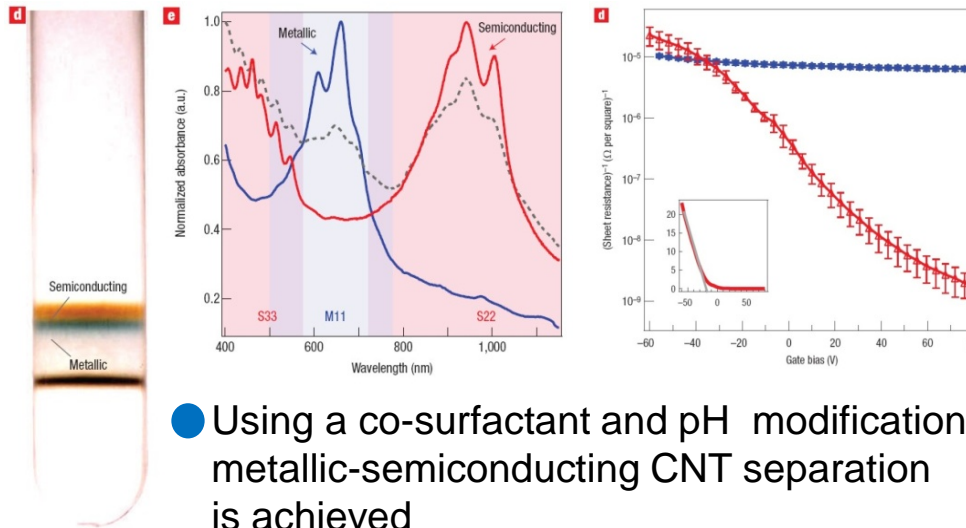 d
Semiconducting
Metallic
e
Normalized absorbance (a.u.)
1.0
0.8
0.6
0.4
0.2
Metallic
Semiconducting
S33
M11
S22
400
600
800
1,000
Wavelength (nm)
d
(Sheet resistance)⁻¹ (Ω per square)⁻¹
10⁻⁵
10⁻⁶
10⁻⁷
10⁻⁸
10⁻⁹
20
15
10
5
0
−50
0
50
−60
−40
−20
0
20
40
60
Gate bias (V)
Using a co-surfactant and pH modification
metallic-semiconducting CNT separation
is achieved